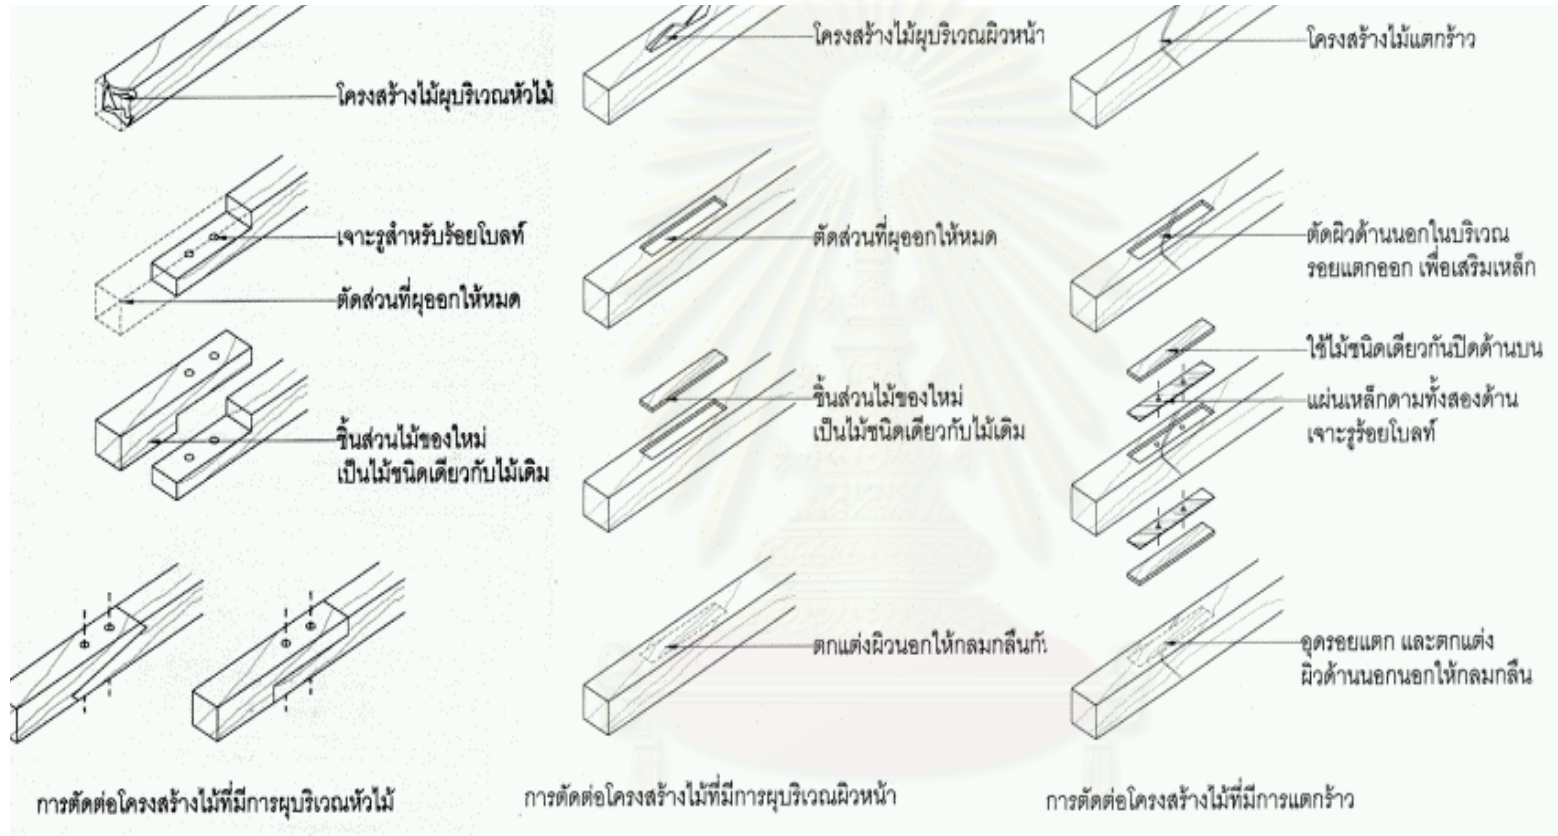 โครงสร้างไม้ผุบริเวณหัวไม้
เจาะรูสำหรับร้อยโบลท์
ตัดส่วนที่ผุออกให้หมด
ชิ้นส่วนไม้ของใหม่
เป็นไม้ชนิดเดียวกับไม้เดิม
การตัดต่อโครงสร้างไม้ที่มีการผุบริเวณหัวไม้
โครงสร้างไม้ผุบริเวณผิวหน้า
ตัดส่วนที่ผุออกให้หมด
ชิ้นส่วนไม้ของใหม่
เป็นไม้ชนิดเดียวกับไม้เดิม
ตกแต่งผิวนอกให้กลมกลืนกั
การตัดต่อโครงสร้างไม้ที่มีการผุบริเวณผิวหน้า
โครงสร้างไม้แตกร้าว
ตัดผิวด้านนอกในบริเวณ
รอยแตกออก เพื่อเสริมเหล็ก
ใช้ไม้ชนิดเดียวกันปิดด้านบน
แผ่นเหล็กดามทั้งสองด้าน
เจาะรูร้อยโบลท์
อุดรอยแตก และตกแต่ง
ผิวด้านนอกนอกให้กลมกลืน
การตัดต่อโครงสร้างไม้ที่มีการแตกร้าว